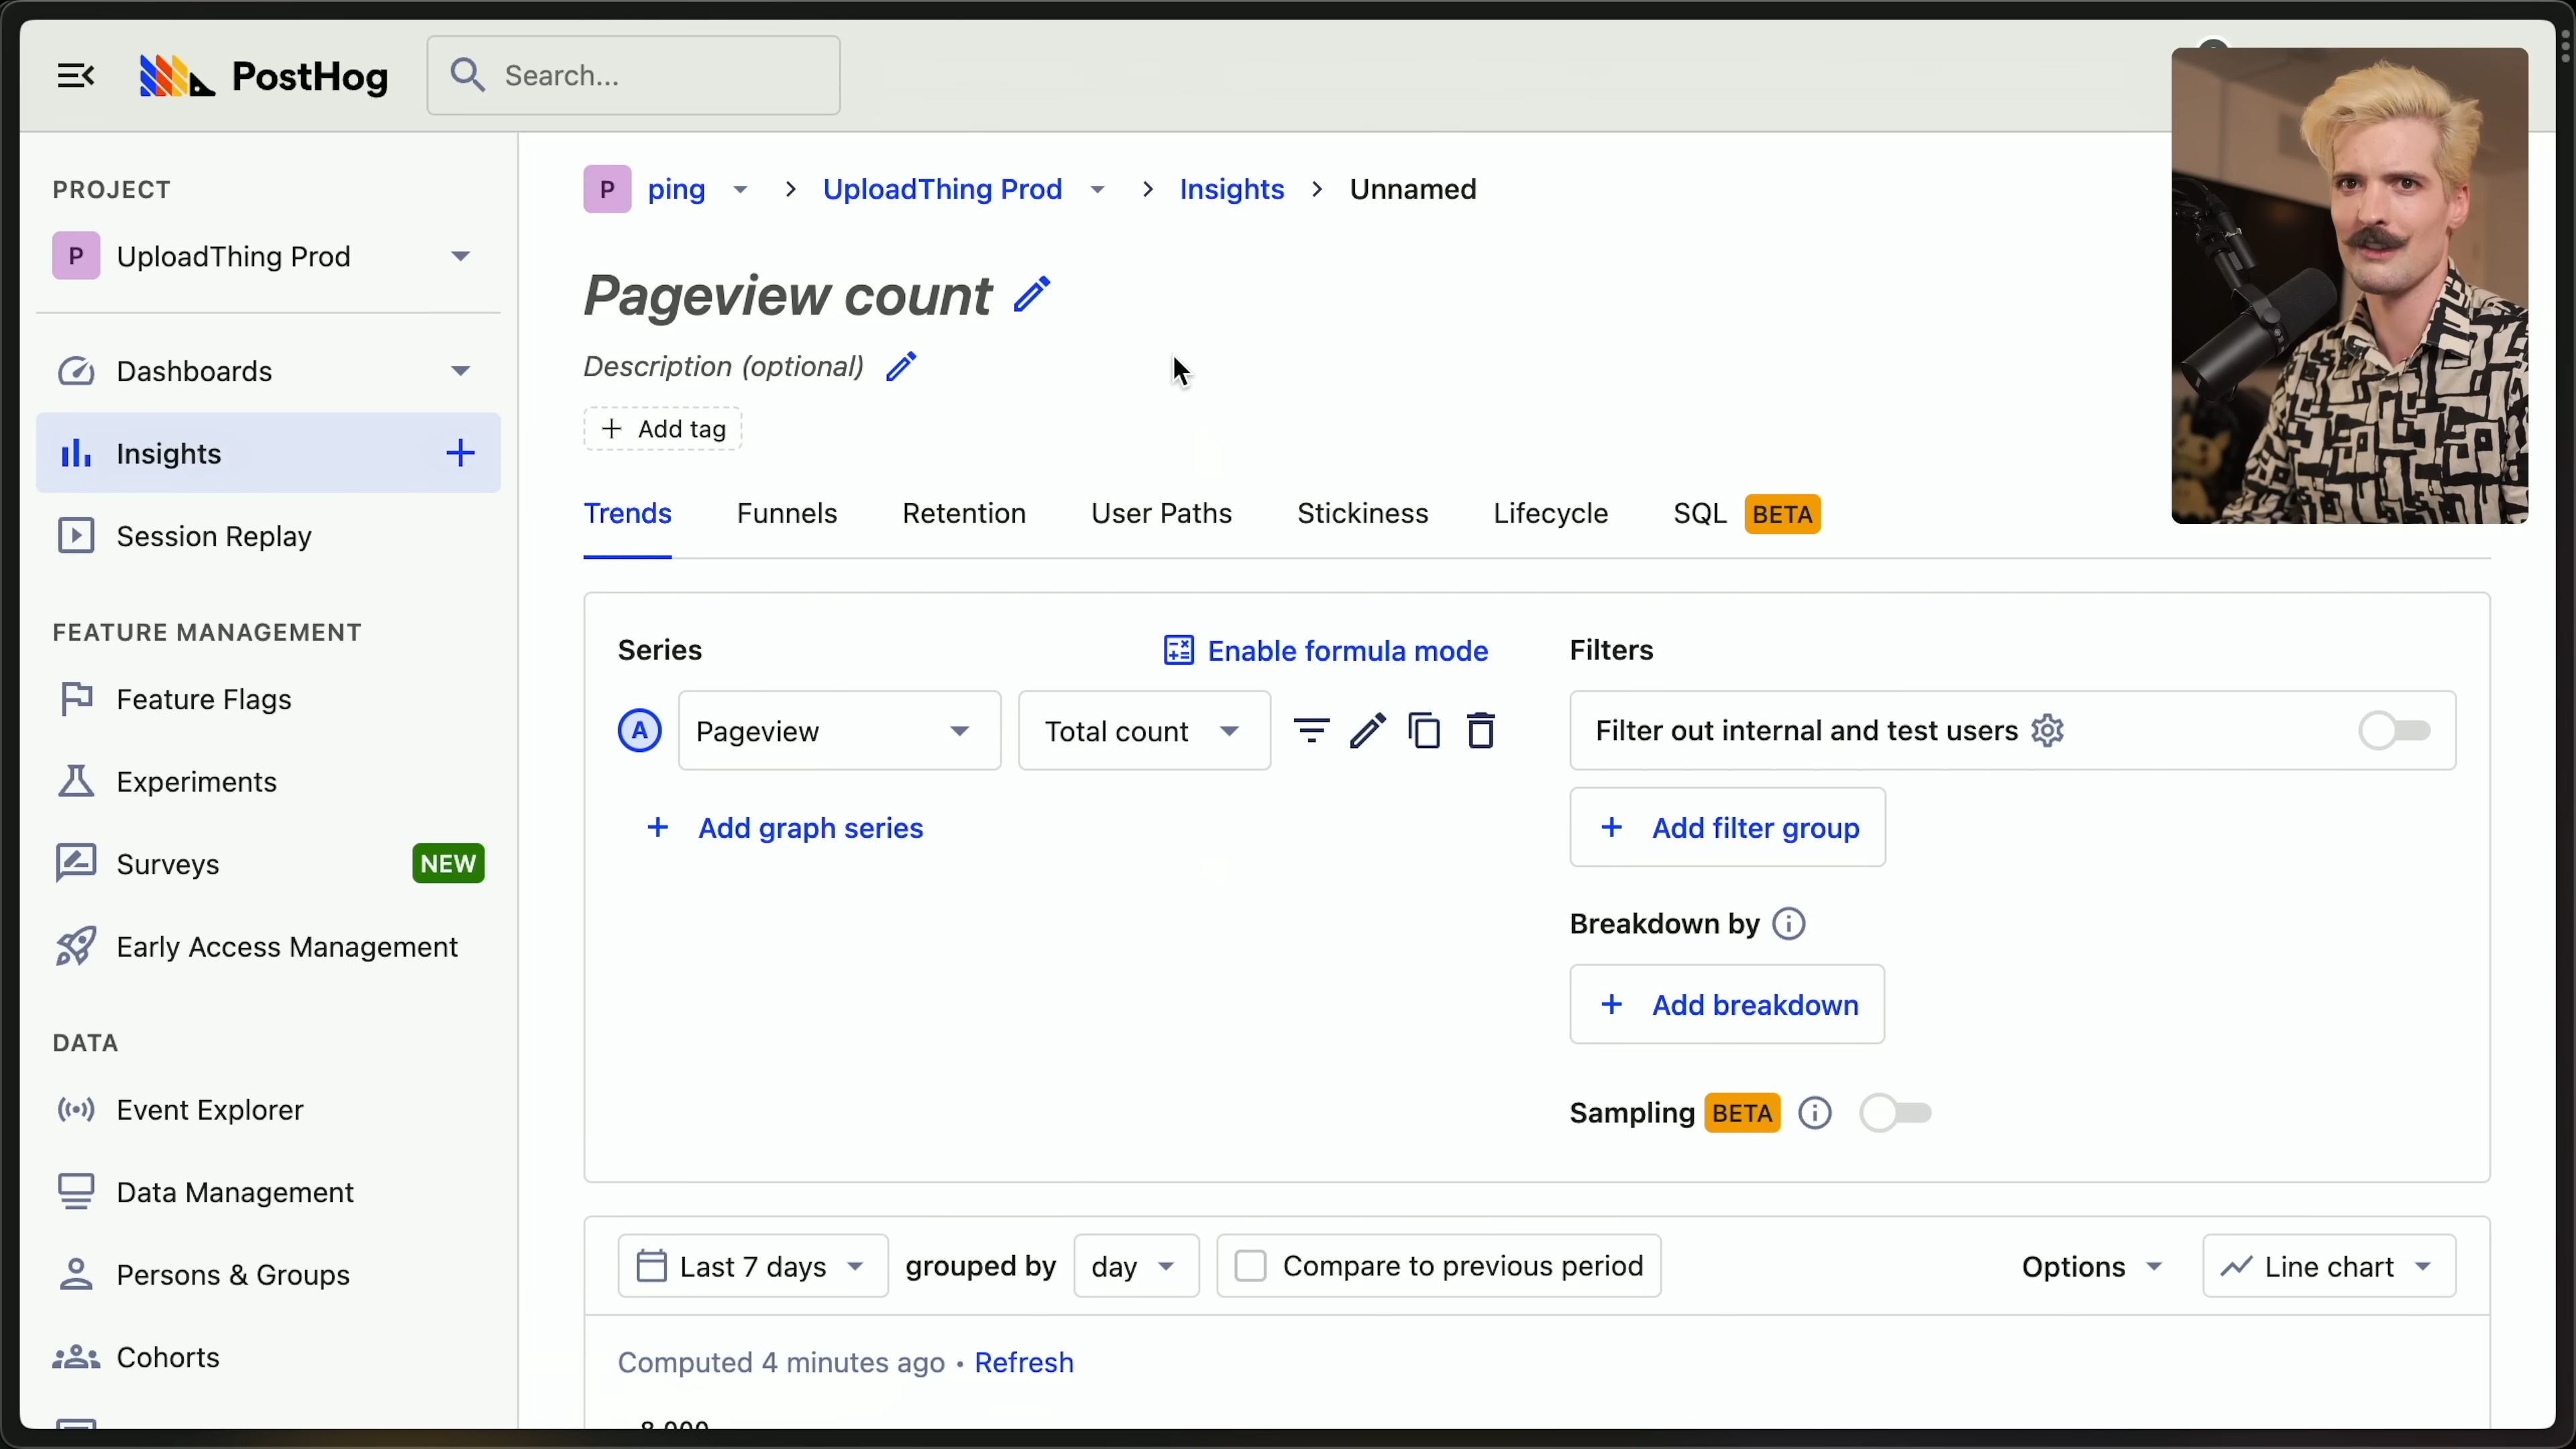 PostHog
Search...
PROJECT
P UploadThing Prod
Dashboards
Insights
Session Replay
FEATURE MANAGEMENT
Feature Flags
Experiments
Surveys NEW
Early Access Management
DATA
Event Explorer
Data Management
Persons & Groups
Cohorts
P ping > UploadThing Prod > Insights > Unnamed
Pageview count
Description (optional)
+ Add tag
Trends Funnels Retention User Paths Stickiness Lifecycle SQL BETA
Series Enable formula mode
A Pageview Total count
+ Add graph series
Filters
Filter out internal and test users
+ Add filter group
Breakdown by
+ Add breakdown
Sampling BETA
Last 7 days grouped by day Compare to previous period Options Line chart
Computed 4 minutes ago • Refresh
8,000